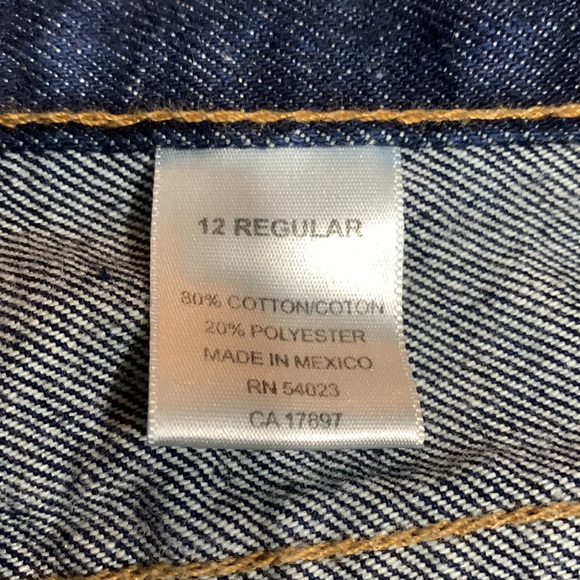 12 REGULAR
80% COTTON/COTON
20% POLYESTER
MADE IN MEXICO
RN 54023
CA 17897